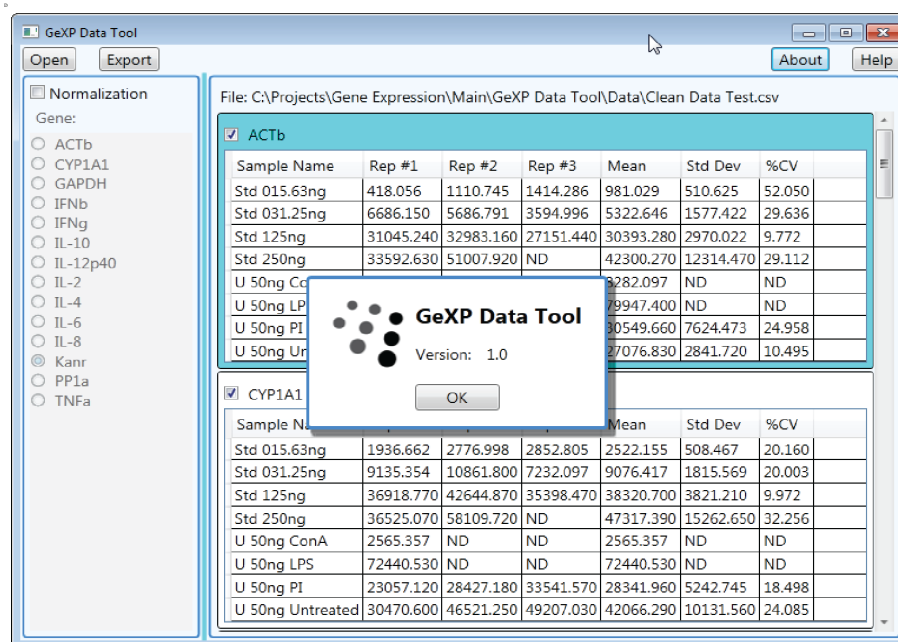 GeXP Data Tool
Open Export About Help
Normalization
Gene:
ACTb
CYP1A1
GAPDH
IFNb
IFNg
IL-10
IL-12p40
IL-2
IL-4
IL-6
IL-8
Kanr
PP1a
TNFa
File: C:\Projects\Gene Expression\Main\GeXP Data Tool\Data\Clean Data Test.csv
ACTb
Sample Name Rep #1 Rep #2 Rep #3 Mean Std Dev %CV
Std 015.63ng 418.056 1110.745 1414.286 981.029 510.625 52.050
Std 031.25ng 6686.150 5686.791 3594.996 5322.646 1577.422 29.636
Std 125ng 31045.240 32983.160 27151.440 30393.280 2970.022 9.772
Std 250ng 33592.630 51007.920 ND 42300.270 12314.470 29.112
U 50ng Co 3282.097 ND ND
U 50ng LP 79947.400 ND ND
U 50ng PI 30549.660 7624.473 24.958
U 50ng Un 27076.830 2841.720 10.495
GeXP Data Tool
Version: 1.0
OK
CYP1A1
Sample Mean Std Dev %CV
Std 015.63ng 1936.662 2776.998 2852.805 2522.155 508.467 20.160
Std 031.25ng 9135.354 10861.800 7232.097 9076.417 1815.569 20.003
Std 125ng 36918.770 42644.870 35398.470 38320.700 3821.210 9.972
Std 250ng 36525.070 58109.720 ND 47317.390 15262.650 32.256
U 50ng ConA 2565.357 ND ND 2565.357 ND ND
U 50ng LPS 72440.530 ND ND 72440.530 ND ND
U 50ng PI 23057.120 28427.180 33541.570 28341.960 5242.745 18.498
U 50ng Untreated 30470.600 46521.250 49207.030 42066.290 10131.560 24.085